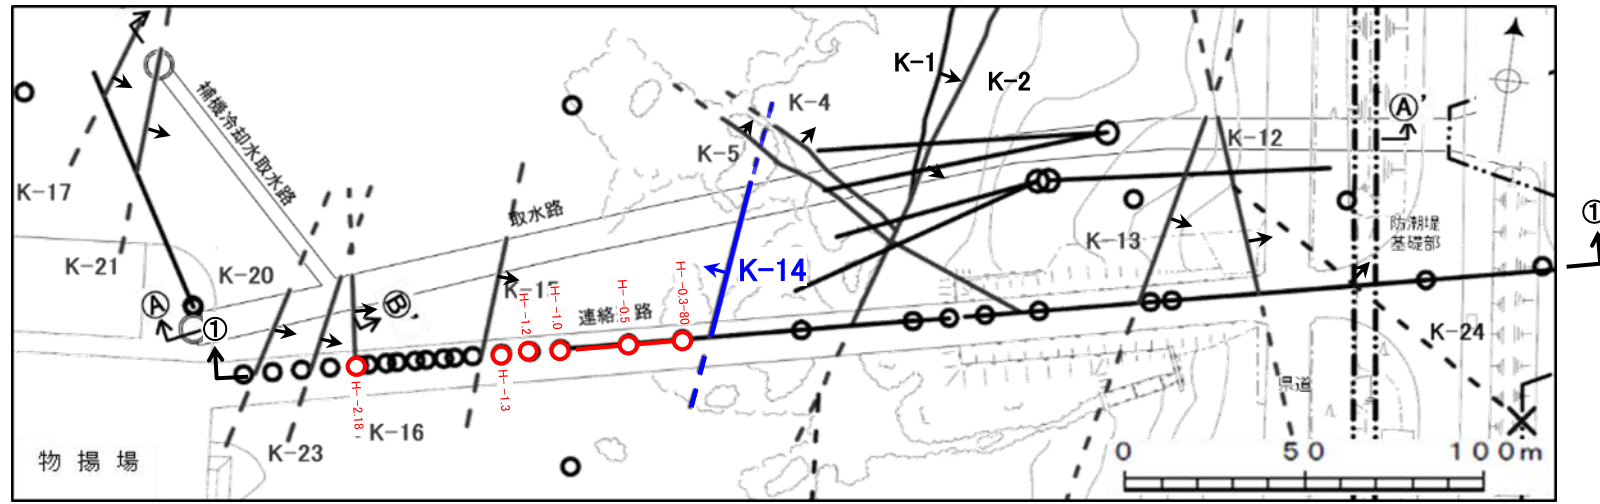 K-1
K-2
K-4
K-5
K-12
Ⓐ'
補機冷却水取水路
K-17
取水路
①
防潮堤
基礎部
K-13
K-21
K-20
K-14
K-15
Ⓐ
①
Ⓑ'
H- -1.2
H- -1.0
H- -0.5
H- -0.3-80
連絡 路
K-24
H- -1.3
H- -2.18
県道
K-16
K-23
物揚場
0 50 100m